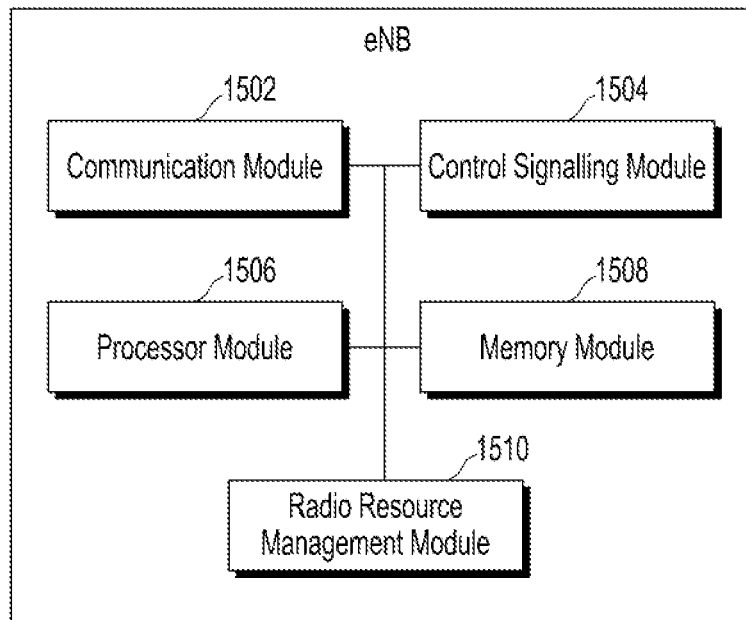 eNB
1502
1504
Communication Module
Control Signalling Module
1506
1508
Processor Module
Memory Module
1510
Radio Resource
Management Module